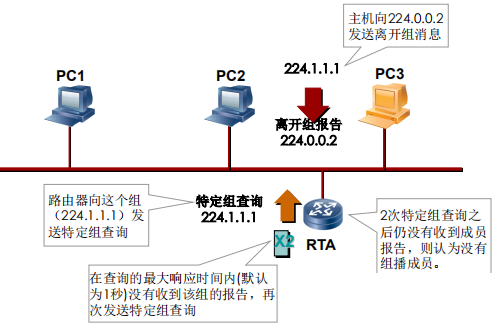 主机向224.0.0.2
发送离开组消息
PC1
PC2
224.1.1.1
PC3
离开组报告
224.0.0.2
路由器向这个组
（224.1.1.1）发
送特定组查询
特定组查询
224.1.1.1
X2
RTA
2次特定组查询之
后仍没有收到成员
报告，则认为没有
组播成员。
在查询的最大响应时间内(默认
为1秒)没有收到该组的报告，再
次发送特定组查询